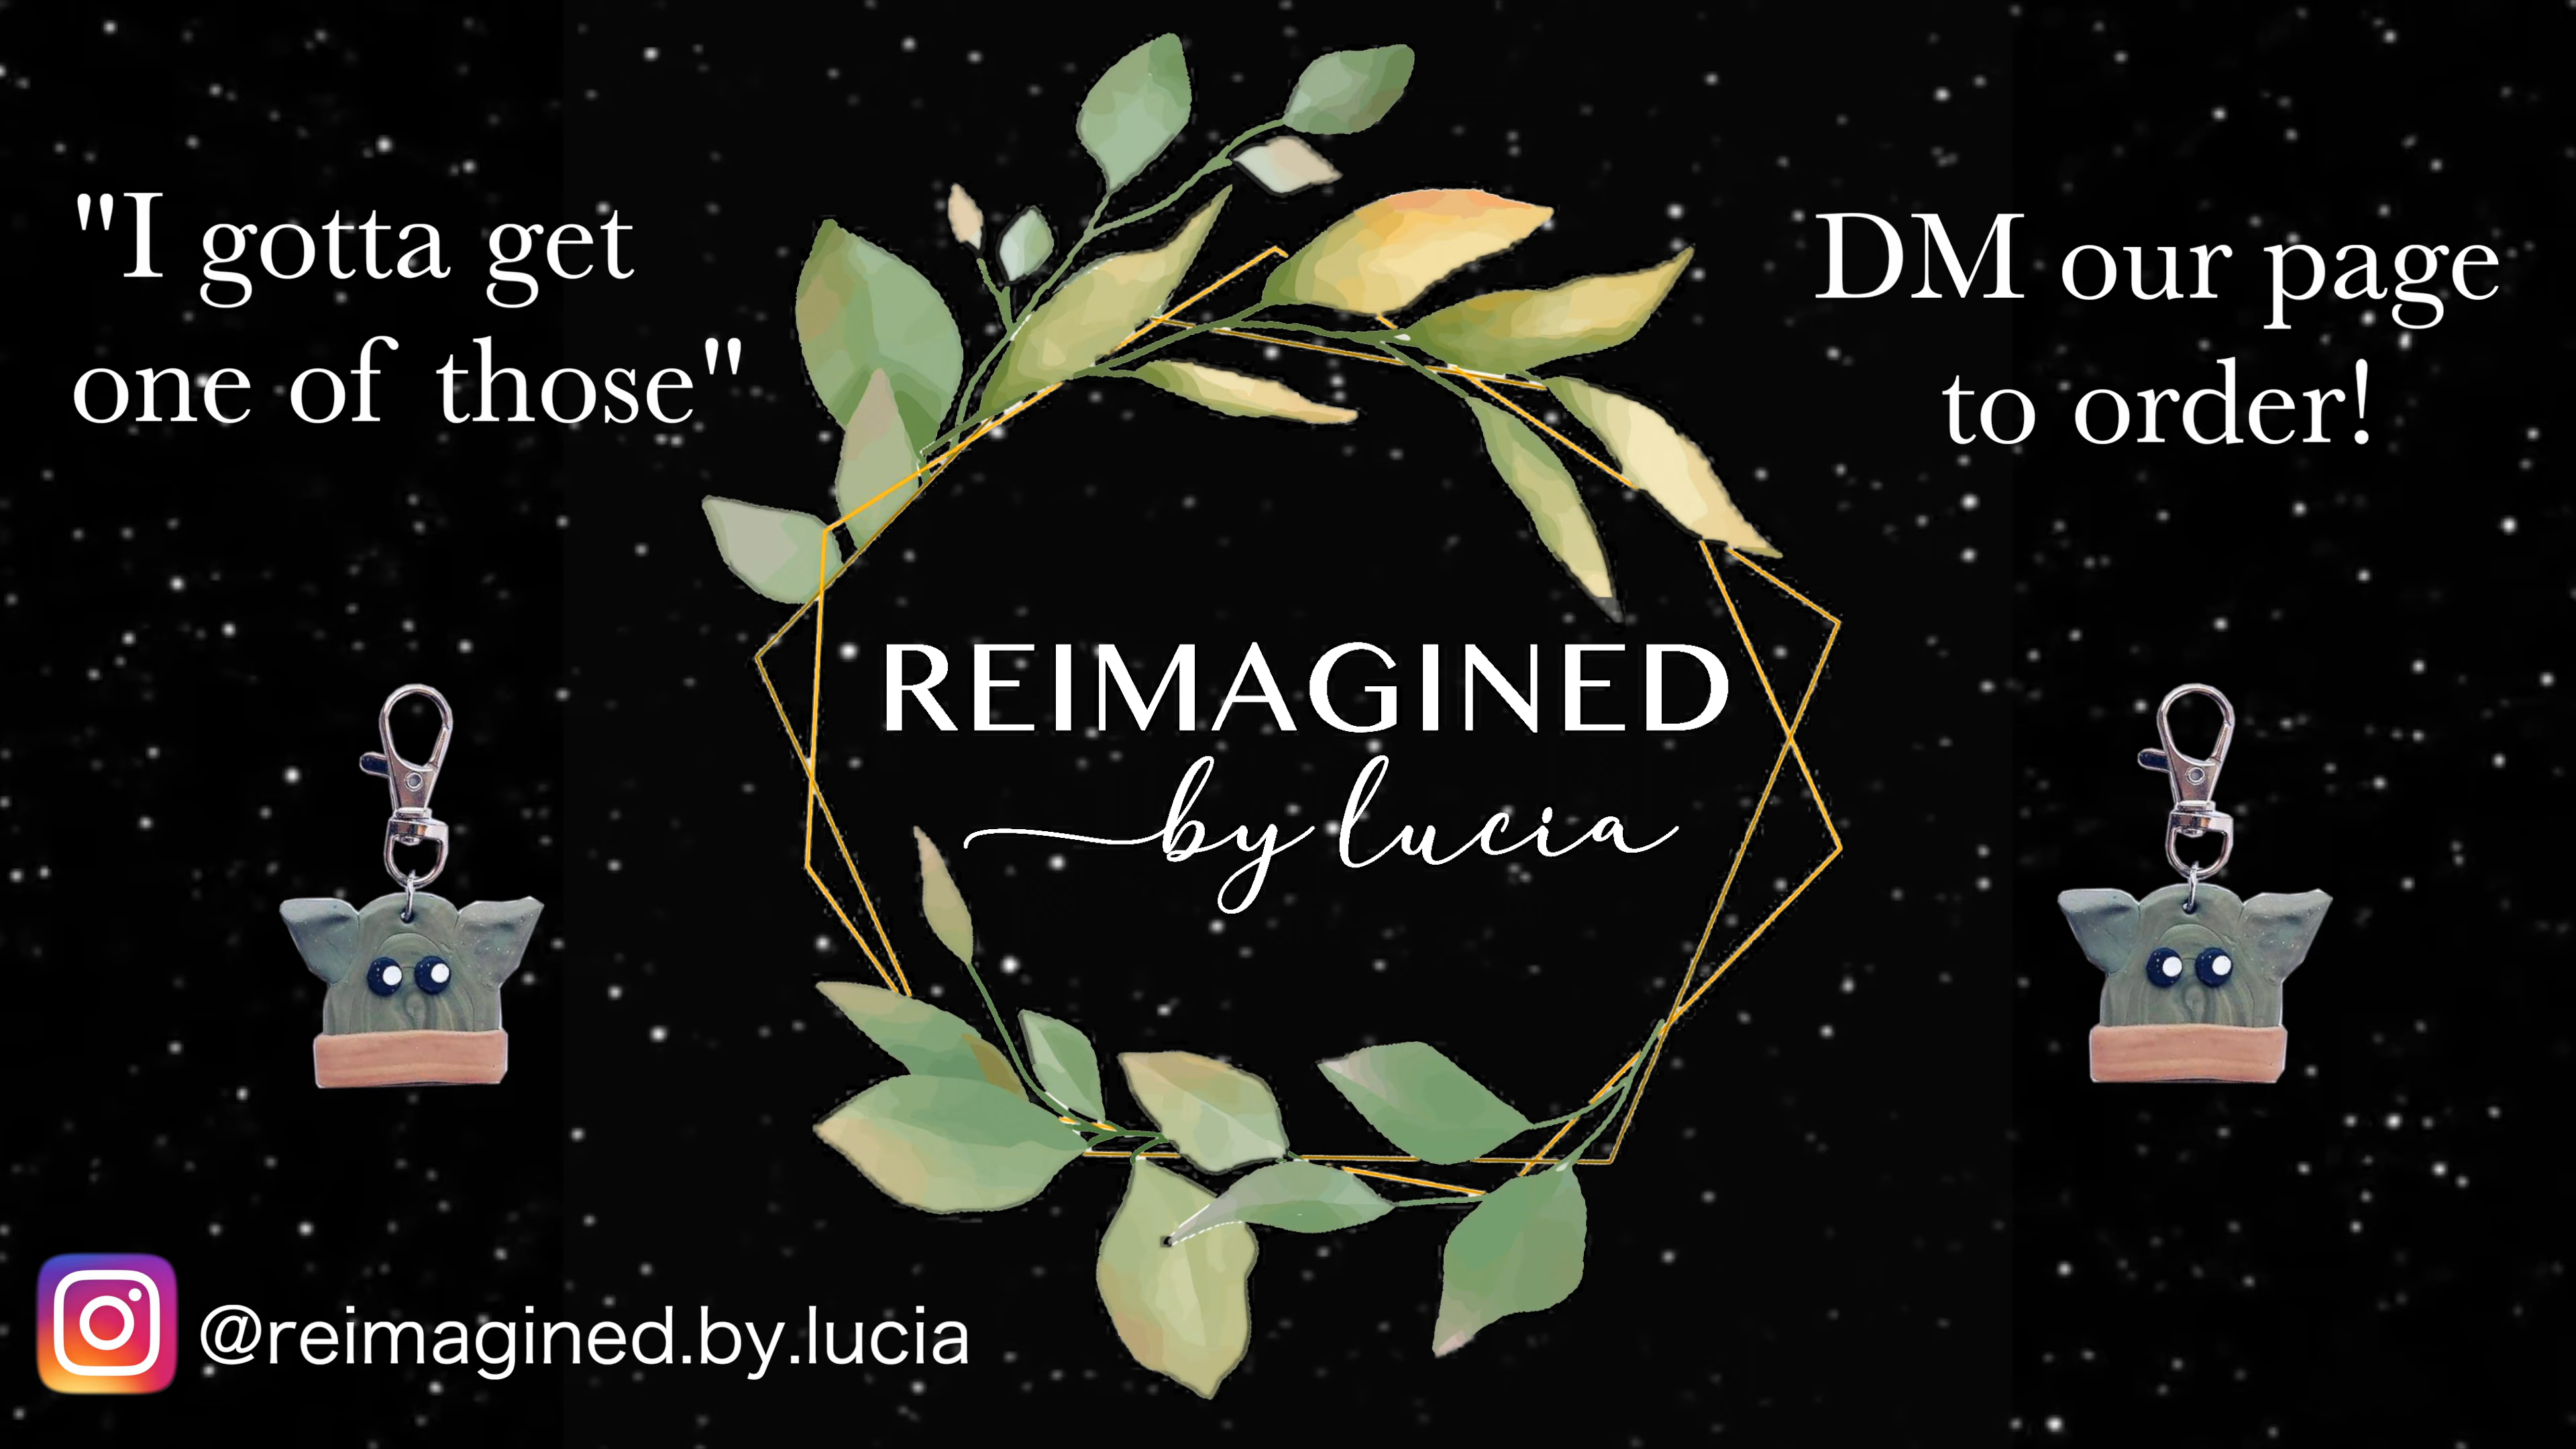 "I gotta get
one of those"
DM our page
to order!
REIMAGINED
by lucia
@reimagined.by.lucia